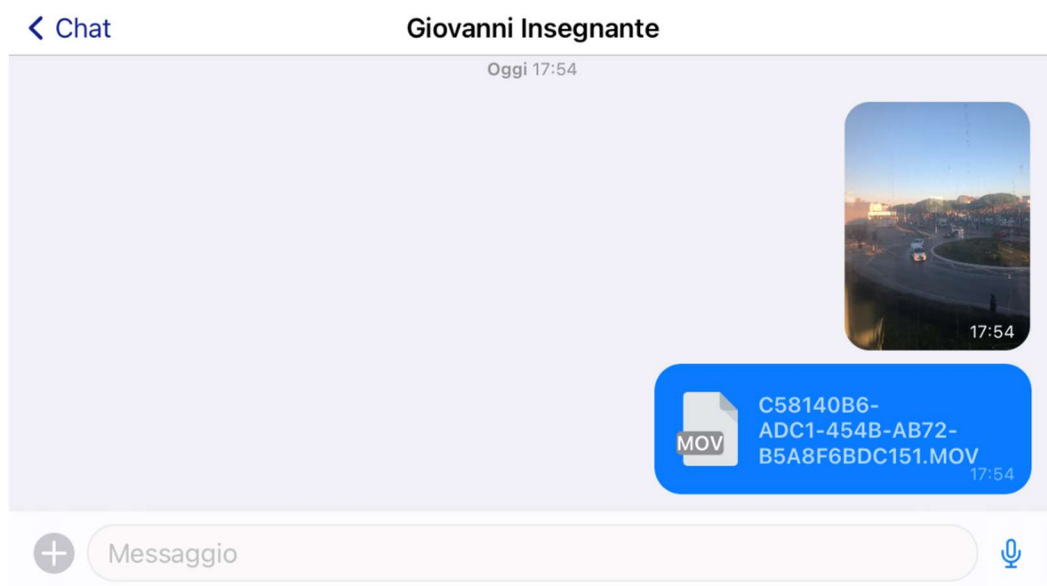 Chat
Giovanni Insegnante
Oggi 17:54
17:54
C58140B6-
ADC1-454B-AB72-
B5A8F6BDC151.MOV
MOV
17:54
Messaggio